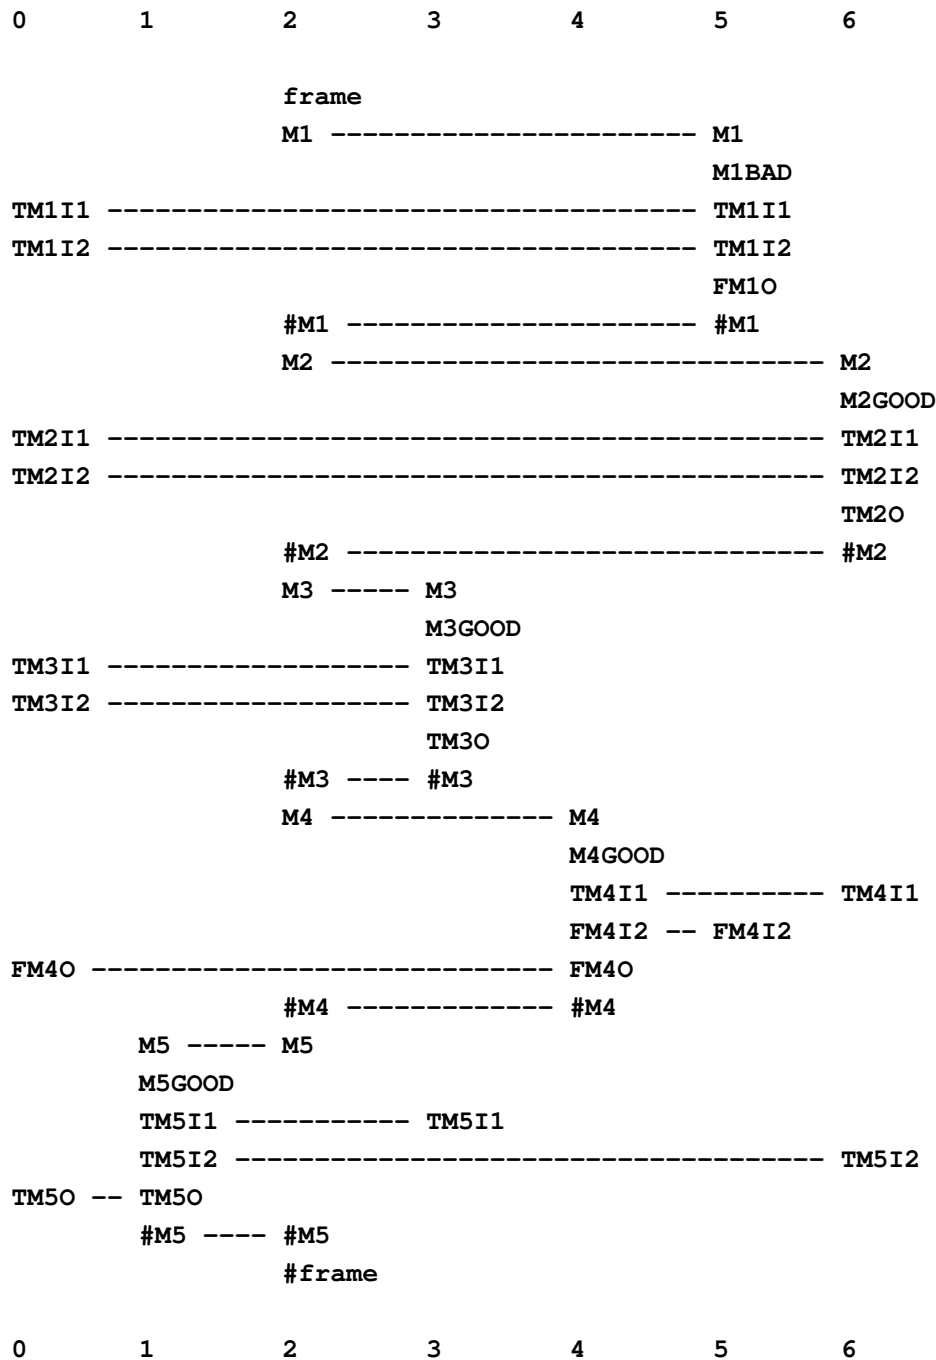 0 1 2 3 4 5 6
frame
M1 ----------------------- M1
M1BAD
TM1I1 ------------------------------------- TM1I1
TM1I2 ------------------------------------- TM1I2
FM1O
#M1 ---------------------- #M1
M2 ------------------------------- M2
M2GOOD
TM2I1 --------------------------------------------- TM2I1
TM2I2 --------------------------------------------- TM2I2
TM2O
#M2 ------------------------------ #M2
M3 ----- M3
M3GOOD
TM3I1 ------------------- TM3I1
TM3I2 ------------------- TM3I2
TM3O
#M3 ---- #M3
M4 -------------- M4
M4GOOD
TM4I1 ---------- TM4I1
FM4I2 -- FM4I2
FM4O ----------------------------- FM4O
#M4 ------------- #M4
M5 ----- M5
M5GOOD
TM5I1 ----------- TM5I1
TM5I2 ------------------------------------- TM5I2
TM5O -- TM5O
#M5 ---- #M5
#frame
0 1 2 3 4 5 6